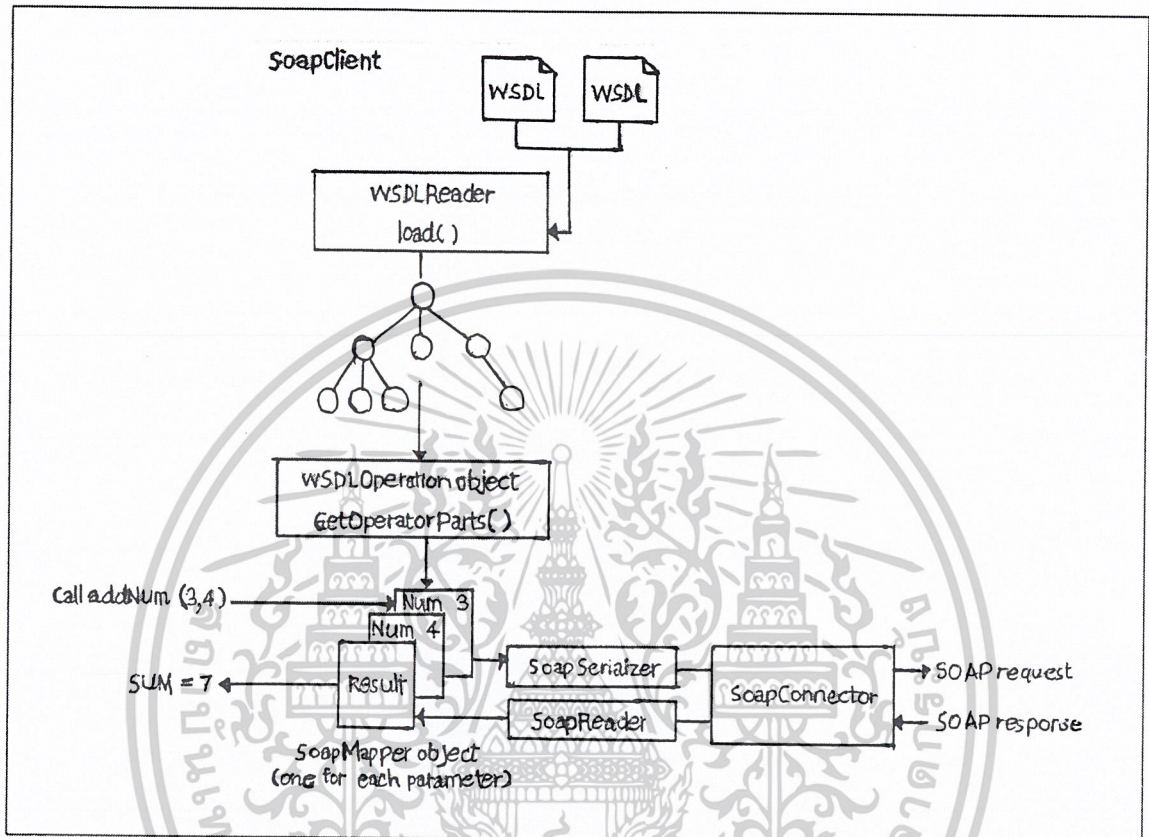 SoapClient
WSDL
WSDL
WSDLReader
load()
WSDLOperation object
GetOperatorParts()
Call addNum (3,4)
Num 3
Num 4
Result
SUM = 7
SoapSerialzer
SoapReader
SoapConnector
SOAP request
SOAP response
SoapMapper object
(one for each parameter)